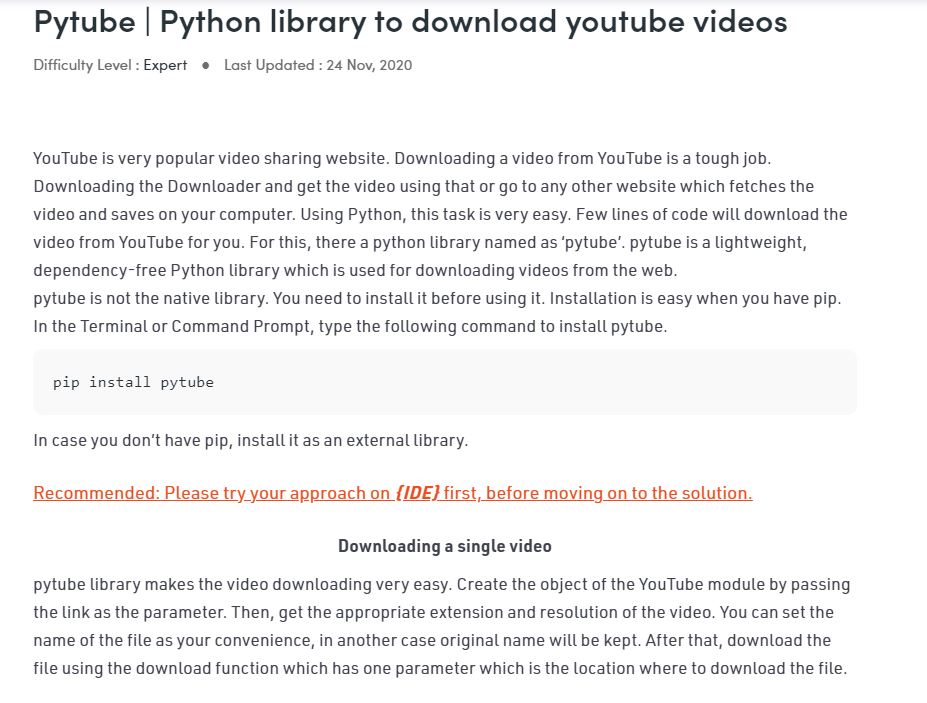 Pytube | Python library to download youtube videos
Difficulty Level : Expert ● Last Updated : 24 Nov, 2020
YouTube is very popular video sharing website. Downloading a video from YouTube is a tough job.
Downloading the Downloader and get the video using that or go to any other website which fetches the
video and saves on your computer. Using Python, this task is very easy. Few lines of code will download the
video from YouTube for you. For this, there a python library named as ‘pytube’. pytube is a lightweight,
dependency-free Python library which is used for downloading videos from the web.
pytube is not the native library. You need to install it before using it. Installation is easy when you have pip.
In the Terminal or Command Prompt, type the following command to install pytube.
pip install pytube
In case you don’t have pip, install it as an external library.
Recommended: Please try your approach on {IDE} first, before moving on to the solution.
Downloading a single video
pytube library makes the video downloading very easy. Create the object of the YouTube module by passing
the link as the parameter. Then, get the appropriate extension and resolution of the video. You can set the
name of the file as your convenience, in another case original name will be kept. After that, download the
file using the download function which has one parameter which is the location where to download the file.